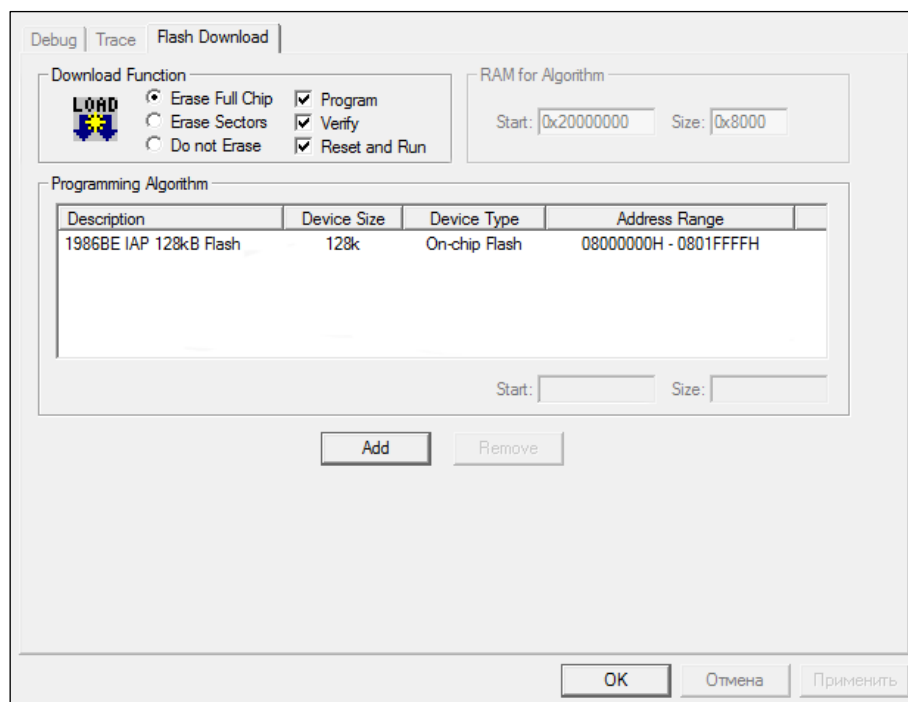 Debug Trace Flash Download
Download Function
LOAD
Erase Full Chip
Erase Sectors
Do not Erase
Program
Verify
Reset and Run
RAM for Algorithm
Start: 0x20000000 Size: 0x8000
Programming Algorithm
Description Device Size Device Type Address Range
1986BE IAP 128kB Flash 128k On-chip Flash 08000000H - 0801FFFFH
Start: Size:
Add Remove
OK Отмена Применить